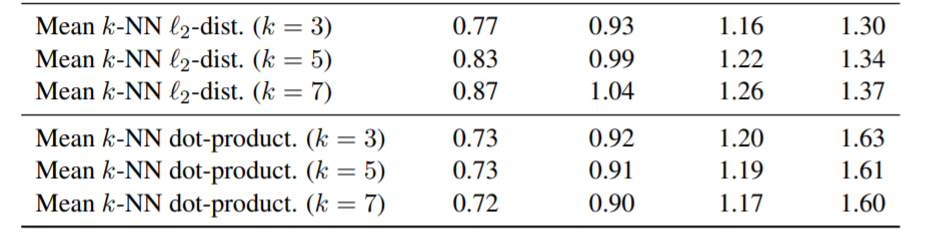 Mean k-NN ℓ₂-dist. (k = 3) 0.77 0.93 1.16 1.30
Mean k-NN ℓ₂-dist. (k = 5) 0.83 0.99 1.22 1.34
Mean k-NN ℓ₂-dist. (k = 7) 0.87 1.04 1.26 1.37
Mean k-NN dot-product. (k = 3) 0.73 0.92 1.20 1.63
Mean k-NN dot-product. (k = 5) 0.73 0.91 1.19 1.61
Mean k-NN dot-product. (k = 7) 0.72 0.90 1.17 1.60